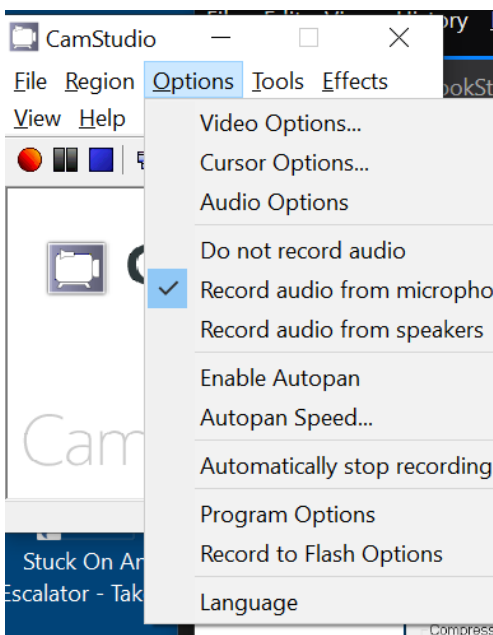 CamStudio
File Region Options Tools Effects
View Help
Video Options...
Cursor Options...
Audio Options
Do not record audio
Record audio from micropho
Record audio from speakers
Enable Autopan
Autopan Speed...
Automatically stop recording
Program Options
Record to Flash Options
Language
Cam
Stuck On An
Escalator - Tak
Compress